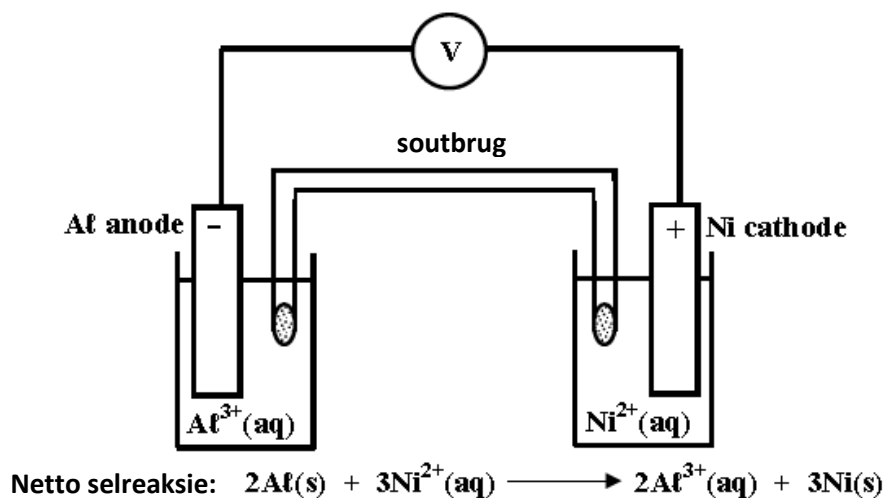 V
soutbrug
Aℓ anode
−
+
Ni cathode
Aℓ³⁺(aq)
Ni²⁺(aq)
Netto selreaksie: 2Aℓ(s) + 3Ni²⁺(aq) ⟶ 2Aℓ³⁺(aq) + 3Ni(s)